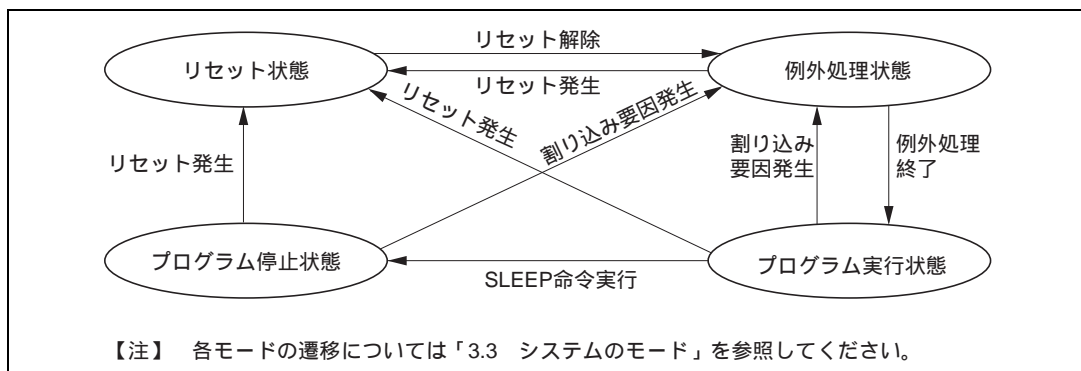 リセット解除
リセット状態
例外処理状態
リセット発生
リセット発生
割り込み要因発生
リセット発生
割り込み
要因発生
例外処理
終了
プログラム停止状態
プログラム実行状態
SLEEP命令実行
【注】 各モードの遷移については「3.3 システムのモード」を参照してください。